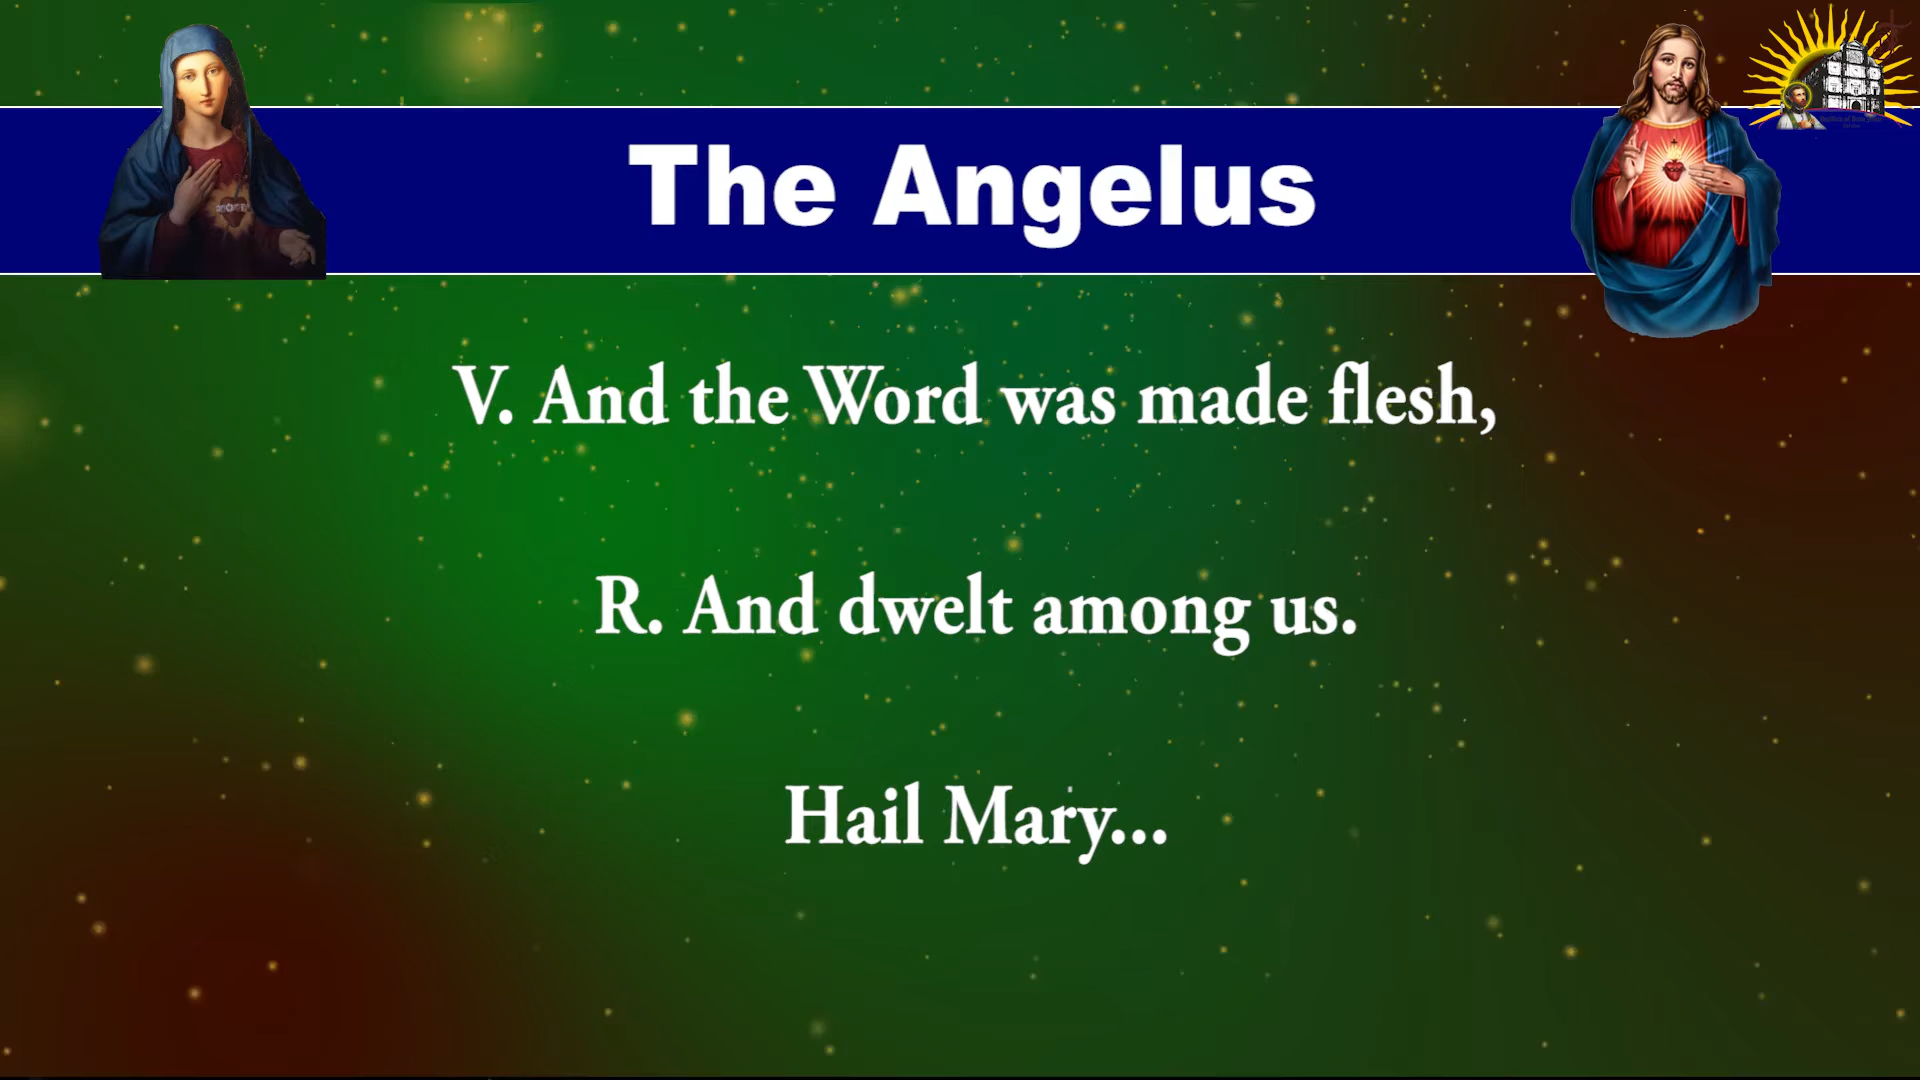 The Angelus
V. And the Word was made flesh,
R. And dwelt among us.
Hail Mary...